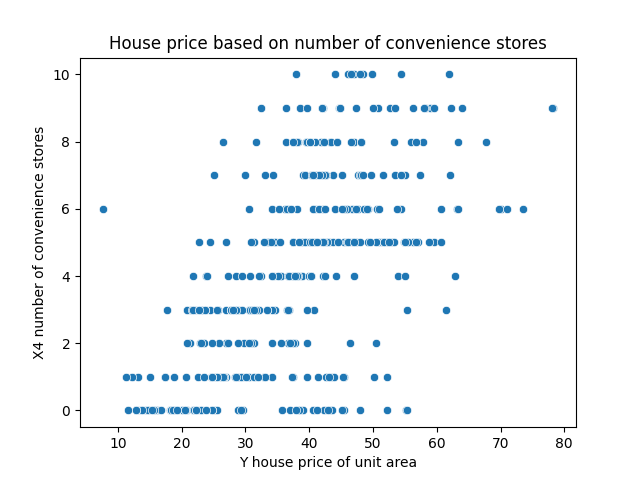 House price based on number of convenience stores
10
8
6
4
2
0
X4 number of convenience stores
10 20 30 40 50 60 70 80
Y house price of unit area